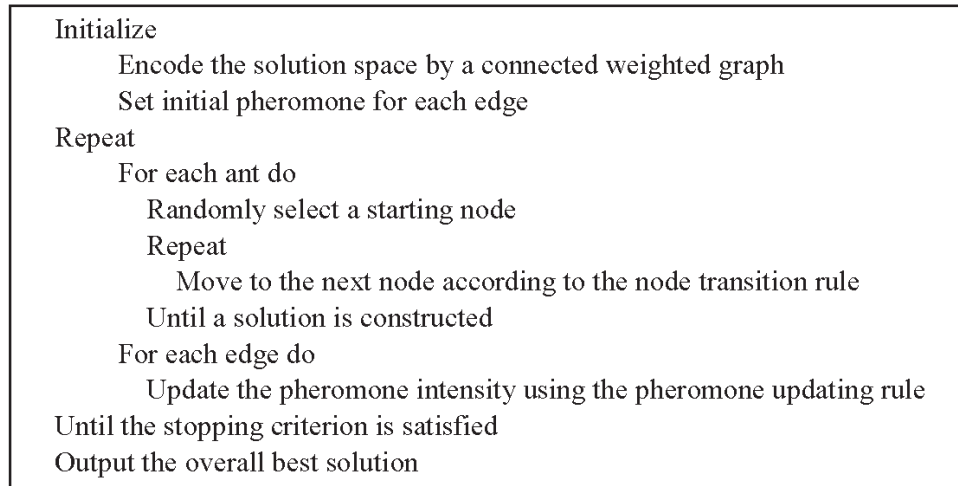 Initialize
Encode the solution space by a connected weighted graph
Set initial pheromone for each edge
Repeat
For each ant do
Randomly select a starting node
Repeat
Move to the next node according to the node transition rule
Until a solution is constructed
For each edge do
Update the pheromone intensity using the pheromone updating rule
Until the stopping criterion is satisfied
Output the overall best solution